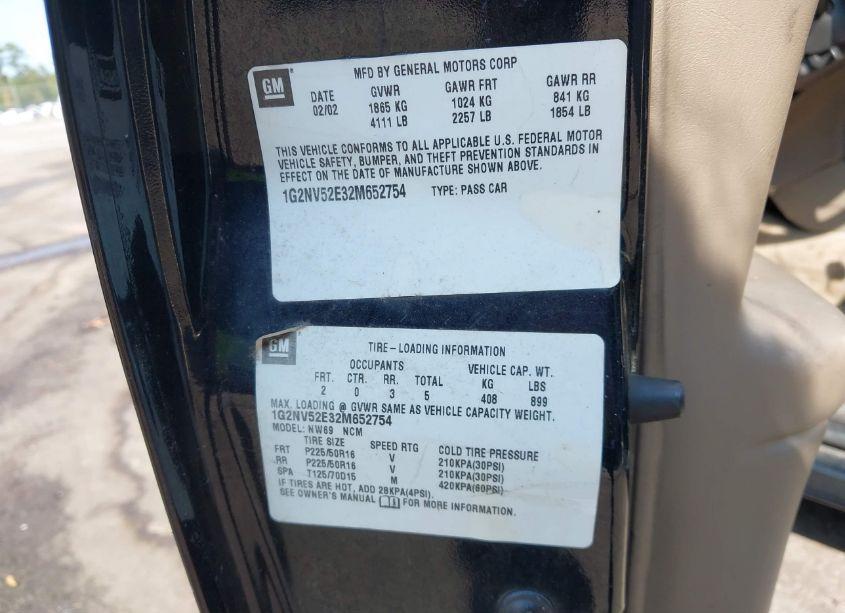 GM
MFD BY GENERAL MOTORS CORP
DATE GVWR GAWR FRT GAWR RR
02/02 1865 KG 1024 KG 841 KG
4111 LB 2257 LB 1854 LB
THIS VEHICLE CONFORMS TO ALL APPLICABLE U.S. FEDERAL MOTOR
VEHICLE SAFETY, BUMPER, AND THEFT PREVENTION STANDARDS IN
EFFECT ON THE DATE OF MANUFACTURE SHOWN ABOVE.
1G2NV52E32M652754 TYPE: PASS CAR
GM
TIRE-LOADING INFORMATION
OCCUPANTS VEHICLE CAP. WT.
FRT. CTR. RR. TOTAL KG LBS
2 0 3 5 408 899
MAX. LOADING @ GVWR SAME AS VEHICLE CAPACITY WEIGHT.
1G2NV52E32M652754
MODEL: NW69 NCM
TIRE SIZE SPEED RTG COLD TIRE PRESSURE
FRT P225/50R16 V 210KPA(30PSI)
RR P225/50R16 V 210KPA(30PSI)
SPA T125/70D15 M 420KPA(60PSI)
IF TIRES ARE HOT, ADD 28KPA(4PSI).
SEE OWNER'S MANUAL FOR MORE INFORMATION.